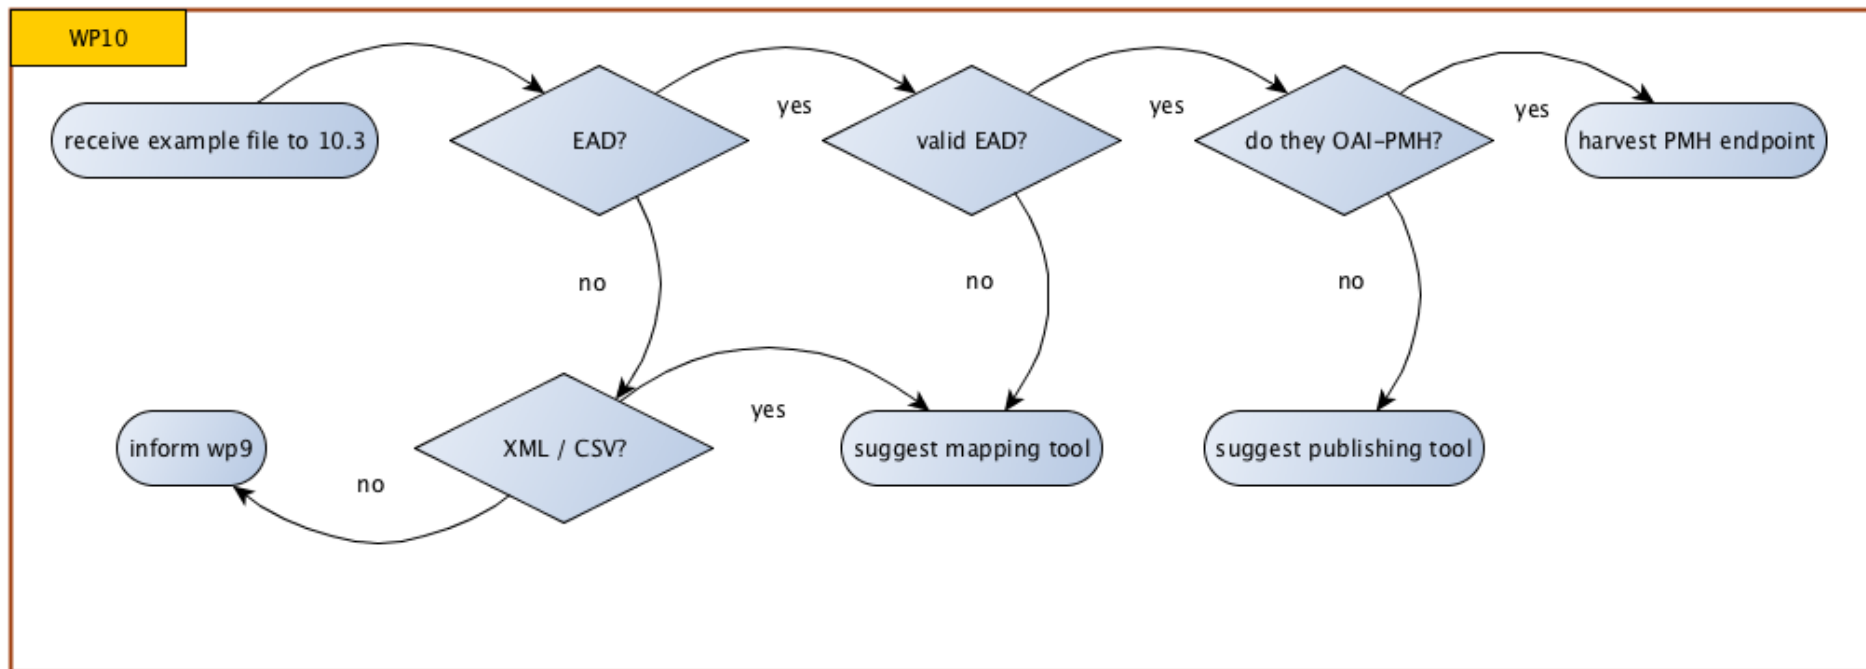 WP10
receive example file to 10.3
EAD?
yes
valid EAD?
yes
do they OAI-PMH?
yes
harvest PMH endpoint
no
no
no
inform wp9
no
XML / CSV?
yes
suggest mapping tool
suggest publishing tool